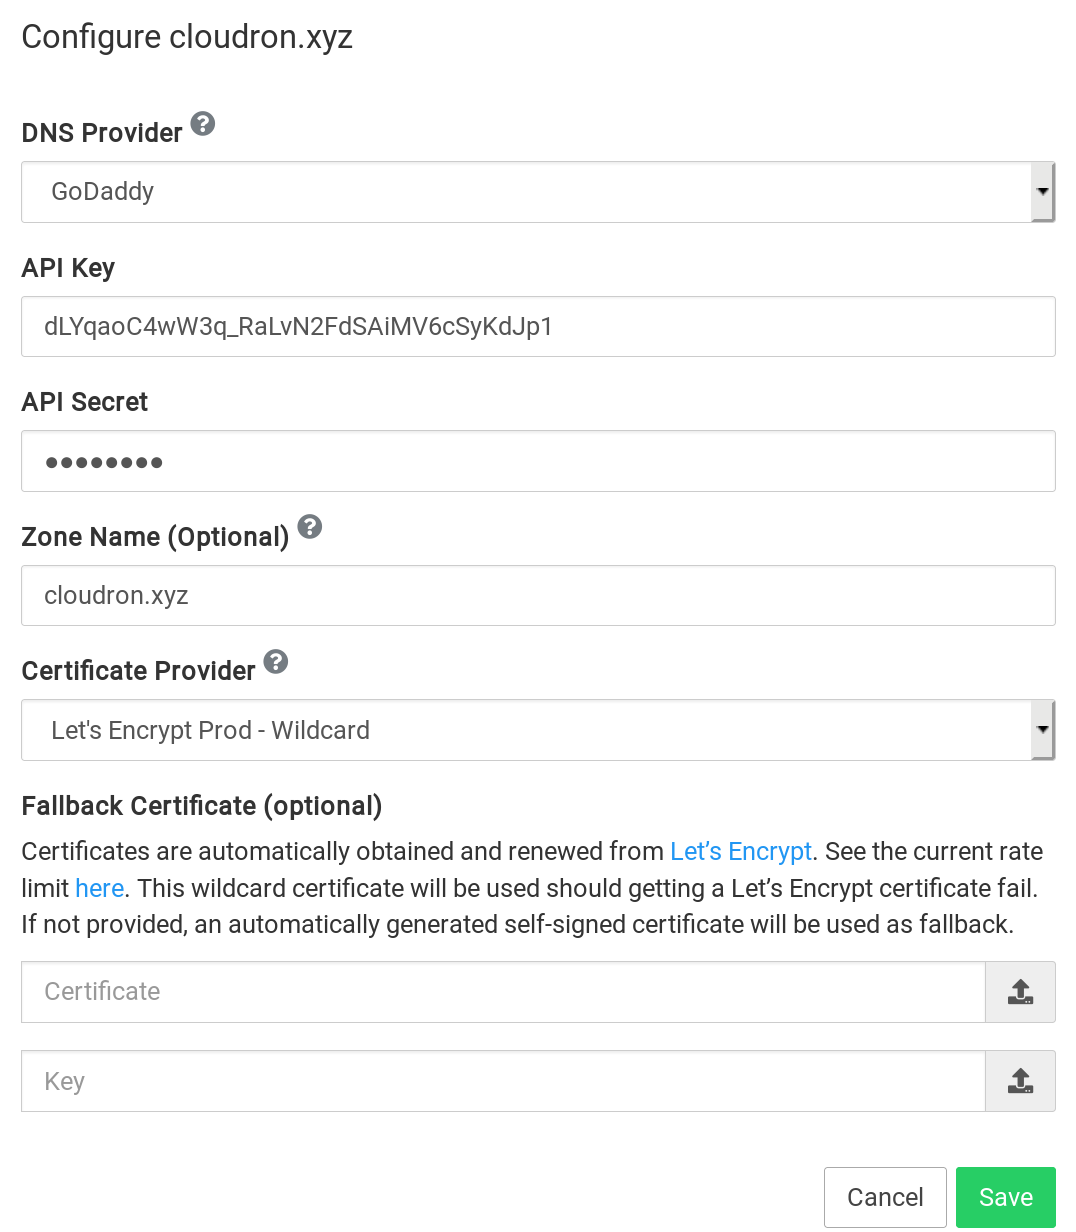 Configure cloudron.xyz
DNS Provider ?
GoDaddy
API Key
dLYqaoC4wW3q_RaLvN2FdSAiMV6cSyKdJp1
API Secret
••••••••
Zone Name (Optional) ?
cloudron.xyz
Certificate Provider ?
Let's Encrypt Prod - Wildcard
Fallback Certificate (optional)
Certificates are automatically obtained and renewed from Let’s Encrypt. See the current rate
limit here. This wildcard certificate will be used should getting a Let’s Encrypt certificate fail.
If not provided, an automatically generated self-signed certificate will be used as fallback.
Certificate
Key
Cancel Save